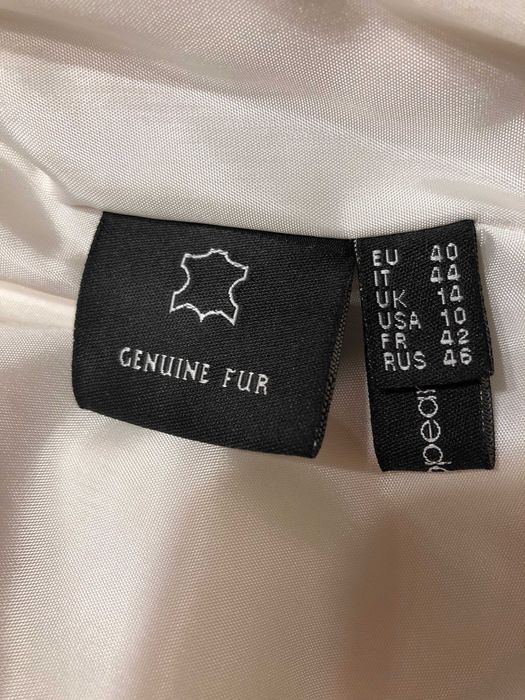 GENUINE FUR
EU 40
IT 44
UK 14
USA 10
FR 42
RUS 46